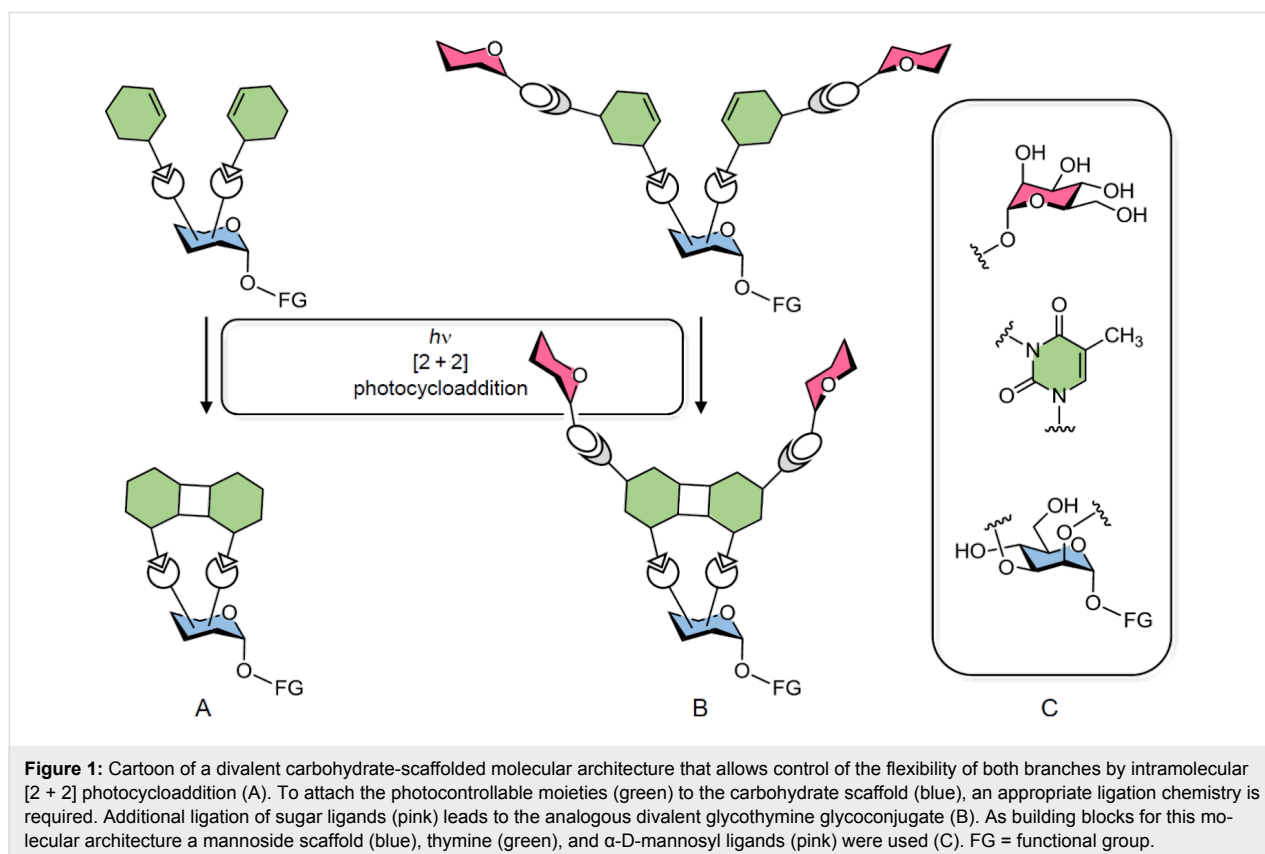 O
O
O
O
O–FG
O–FG
hν
[2 + 2]
photocycloaddition
O
O
O
O
O–FG
O–FG
A
B
C
OH
OH
OH
O
OH
O
O
N
CH3
O
N
OH
HO
O
O
O
O
FG
Figure 1: Cartoon of a divalent carbohydrate-scaffolded molecular architecture that allows control of the flexibility of both branches by intramolecular
[2 + 2] photocycloaddition (A). To attach the photocontrollable moieties (green) to the carbohydrate scaffold (blue), an appropriate ligation chemistry is
required. Additional ligation of sugar ligands (pink) leads to the analogous divalent glycothymine glycoconjugate (B). As building blocks for this mo-
lecular architecture a mannoside scaffold (blue), thymine (green), and α-D-mannosyl ligands (pink) were used (C). FG = functional group.